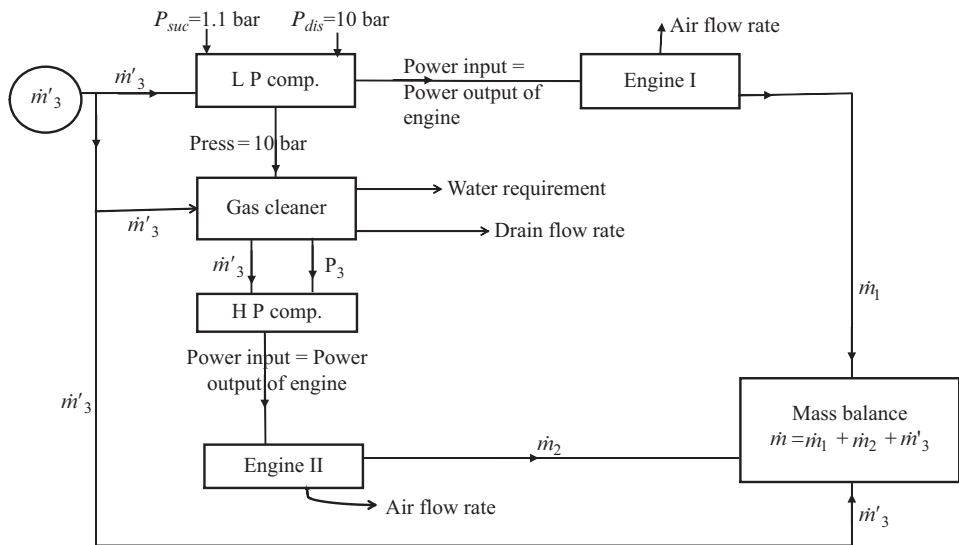 P_suc=1.1 bar
P_dis=10 bar
Air flow rate
ṁ′₃
ṁ′₃
L P comp.
Power input =
Power output of
engine
Engine I
Press = 10 bar
Gas cleaner
Water requirement
Drain flow rate
ṁ′₃
ṁ′₃
P₃
H P comp.
ṁ₁
Power input = Power
output of engine
ṁ′₃
Mass balance
ṁ = ṁ₁ + ṁ₂ + ṁ′₃
Engine II
ṁ₂
Air flow rate
ṁ′₃